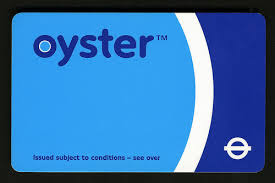 oyster™
Issued subject to conditions – see over